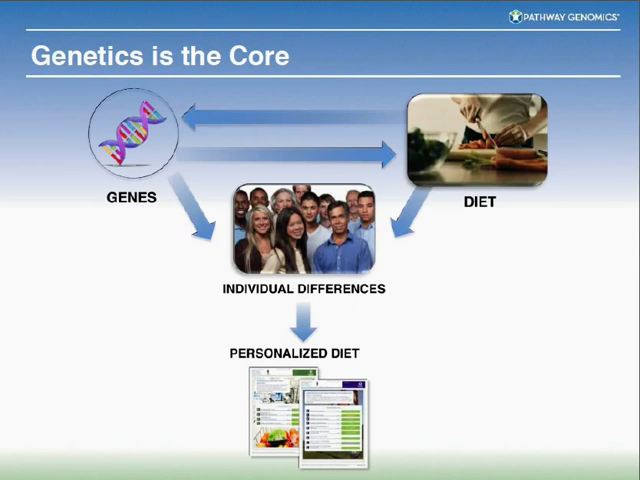 PATHWAY GENOMICS
Genetics is the Core
GENES
DIET
INDIVIDUAL DIFFERENCES
PERSONALIZED DIET